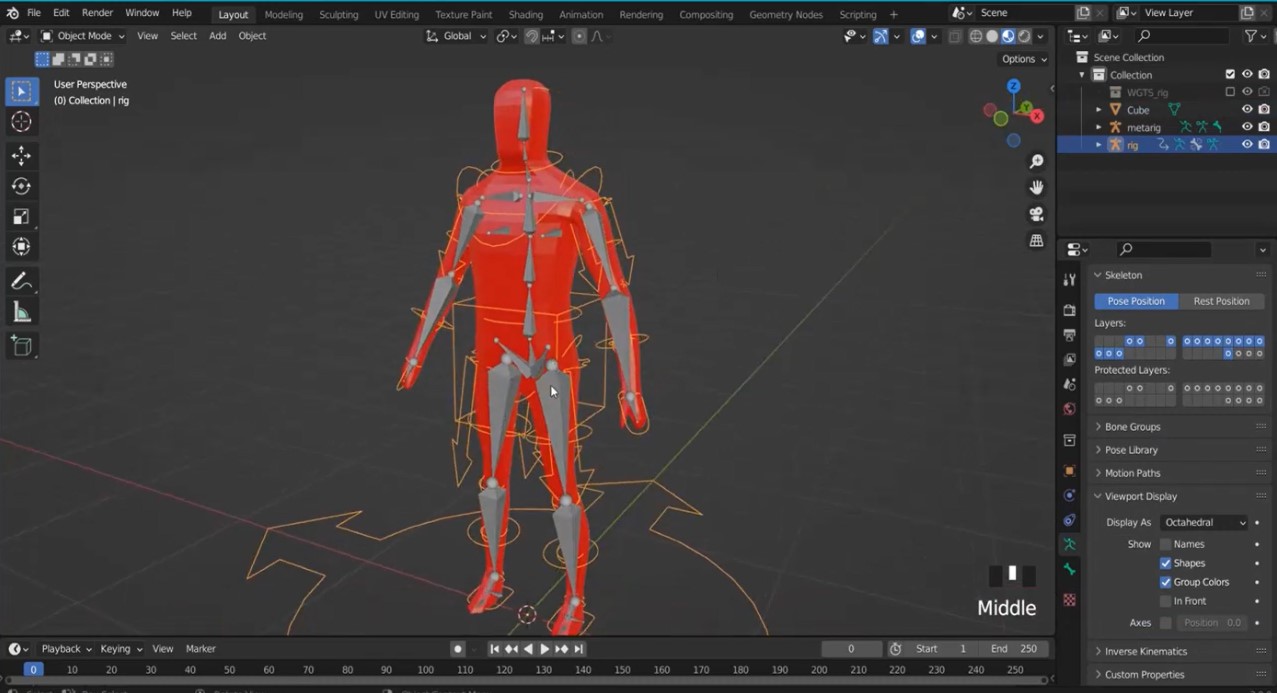 File Edit Render Window Help Layout Modeling Sculpting UV Editing Texture Paint Shading Animation Rendering Compositing Geometry Nodes Scripting + Scene View Layer
Object Mode View Select Add Object Global
Options
User Perspective
(0) Collection | rig
Z
Y
X
Scene Collection
Collection
WGTS_rig
Cube
metarig
rig
Skeleton
Pose Position Rest Position
Layers:
Protected Layers:
Bone Groups
Pose Library
Motion Paths
Viewport Display
Display As Octahedral
Show Names
Shapes
Group Colors
In Front
Axes Position 0.0
Inverse Kinematics
Custom Properties
Middle
Playback Keying View Marker 0 Start 1 End 250
0 10 20 30 40 50 60 70 80 90 100 110 120 130 140 150 160 170 180 190 200 210 220 230 240 250